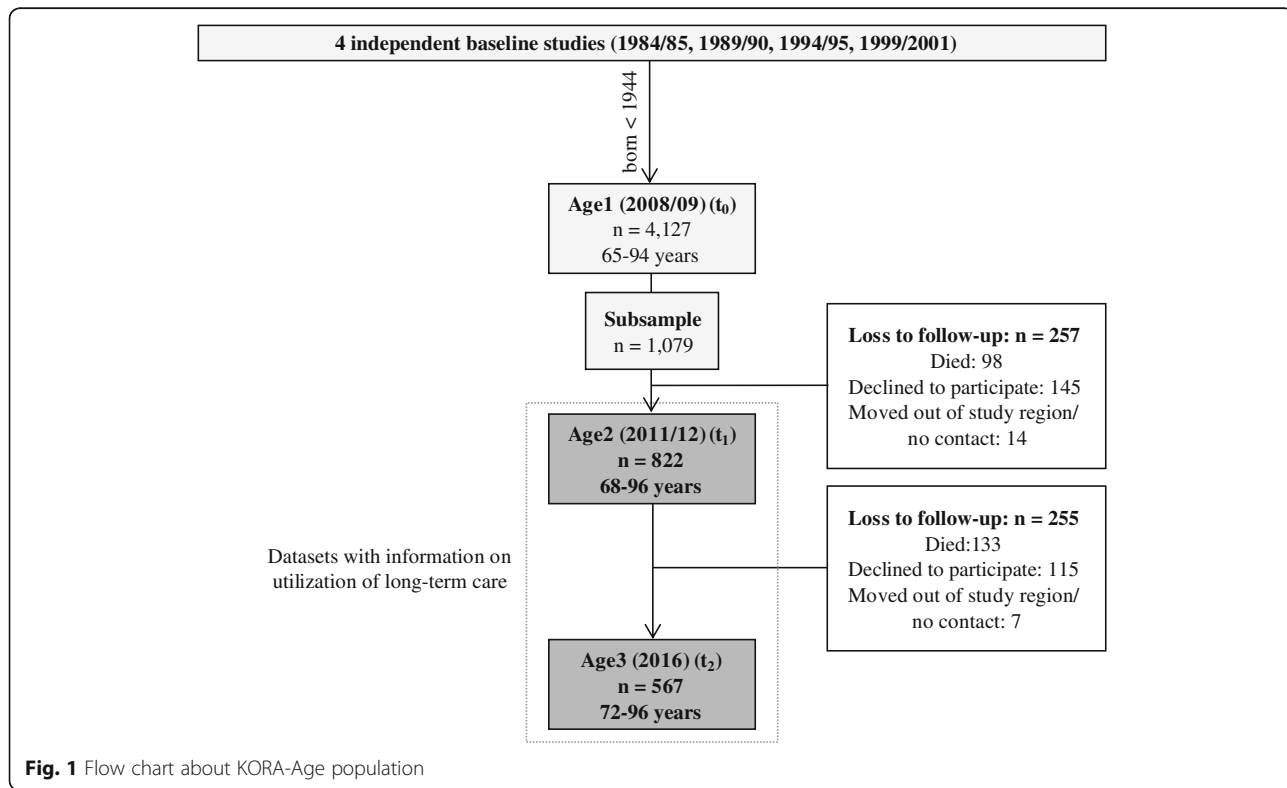 4 independent baseline studies (1984/85, 1989/90, 1994/95, 1999/2001)
born < 1944
Age1 (2008/09) (t₀)
n = 4,127
65-94 years
Subsample
n = 1,079
Loss to follow-up: n = 257
Died: 98
Declined to participate: 145
Moved out of study region/
no contact: 14
Age2 (2011/12) (t₁)
n = 822
68-96 years
Loss to follow-up: n = 255
Died:133
Declined to participate: 115
Moved out of study region/
no contact: 7
Datasets with information on
utilization of long-term care
Age3 (2016) (t₂)
n = 567
72-96 years
Fig. 1 Flow chart about KORA-Age population